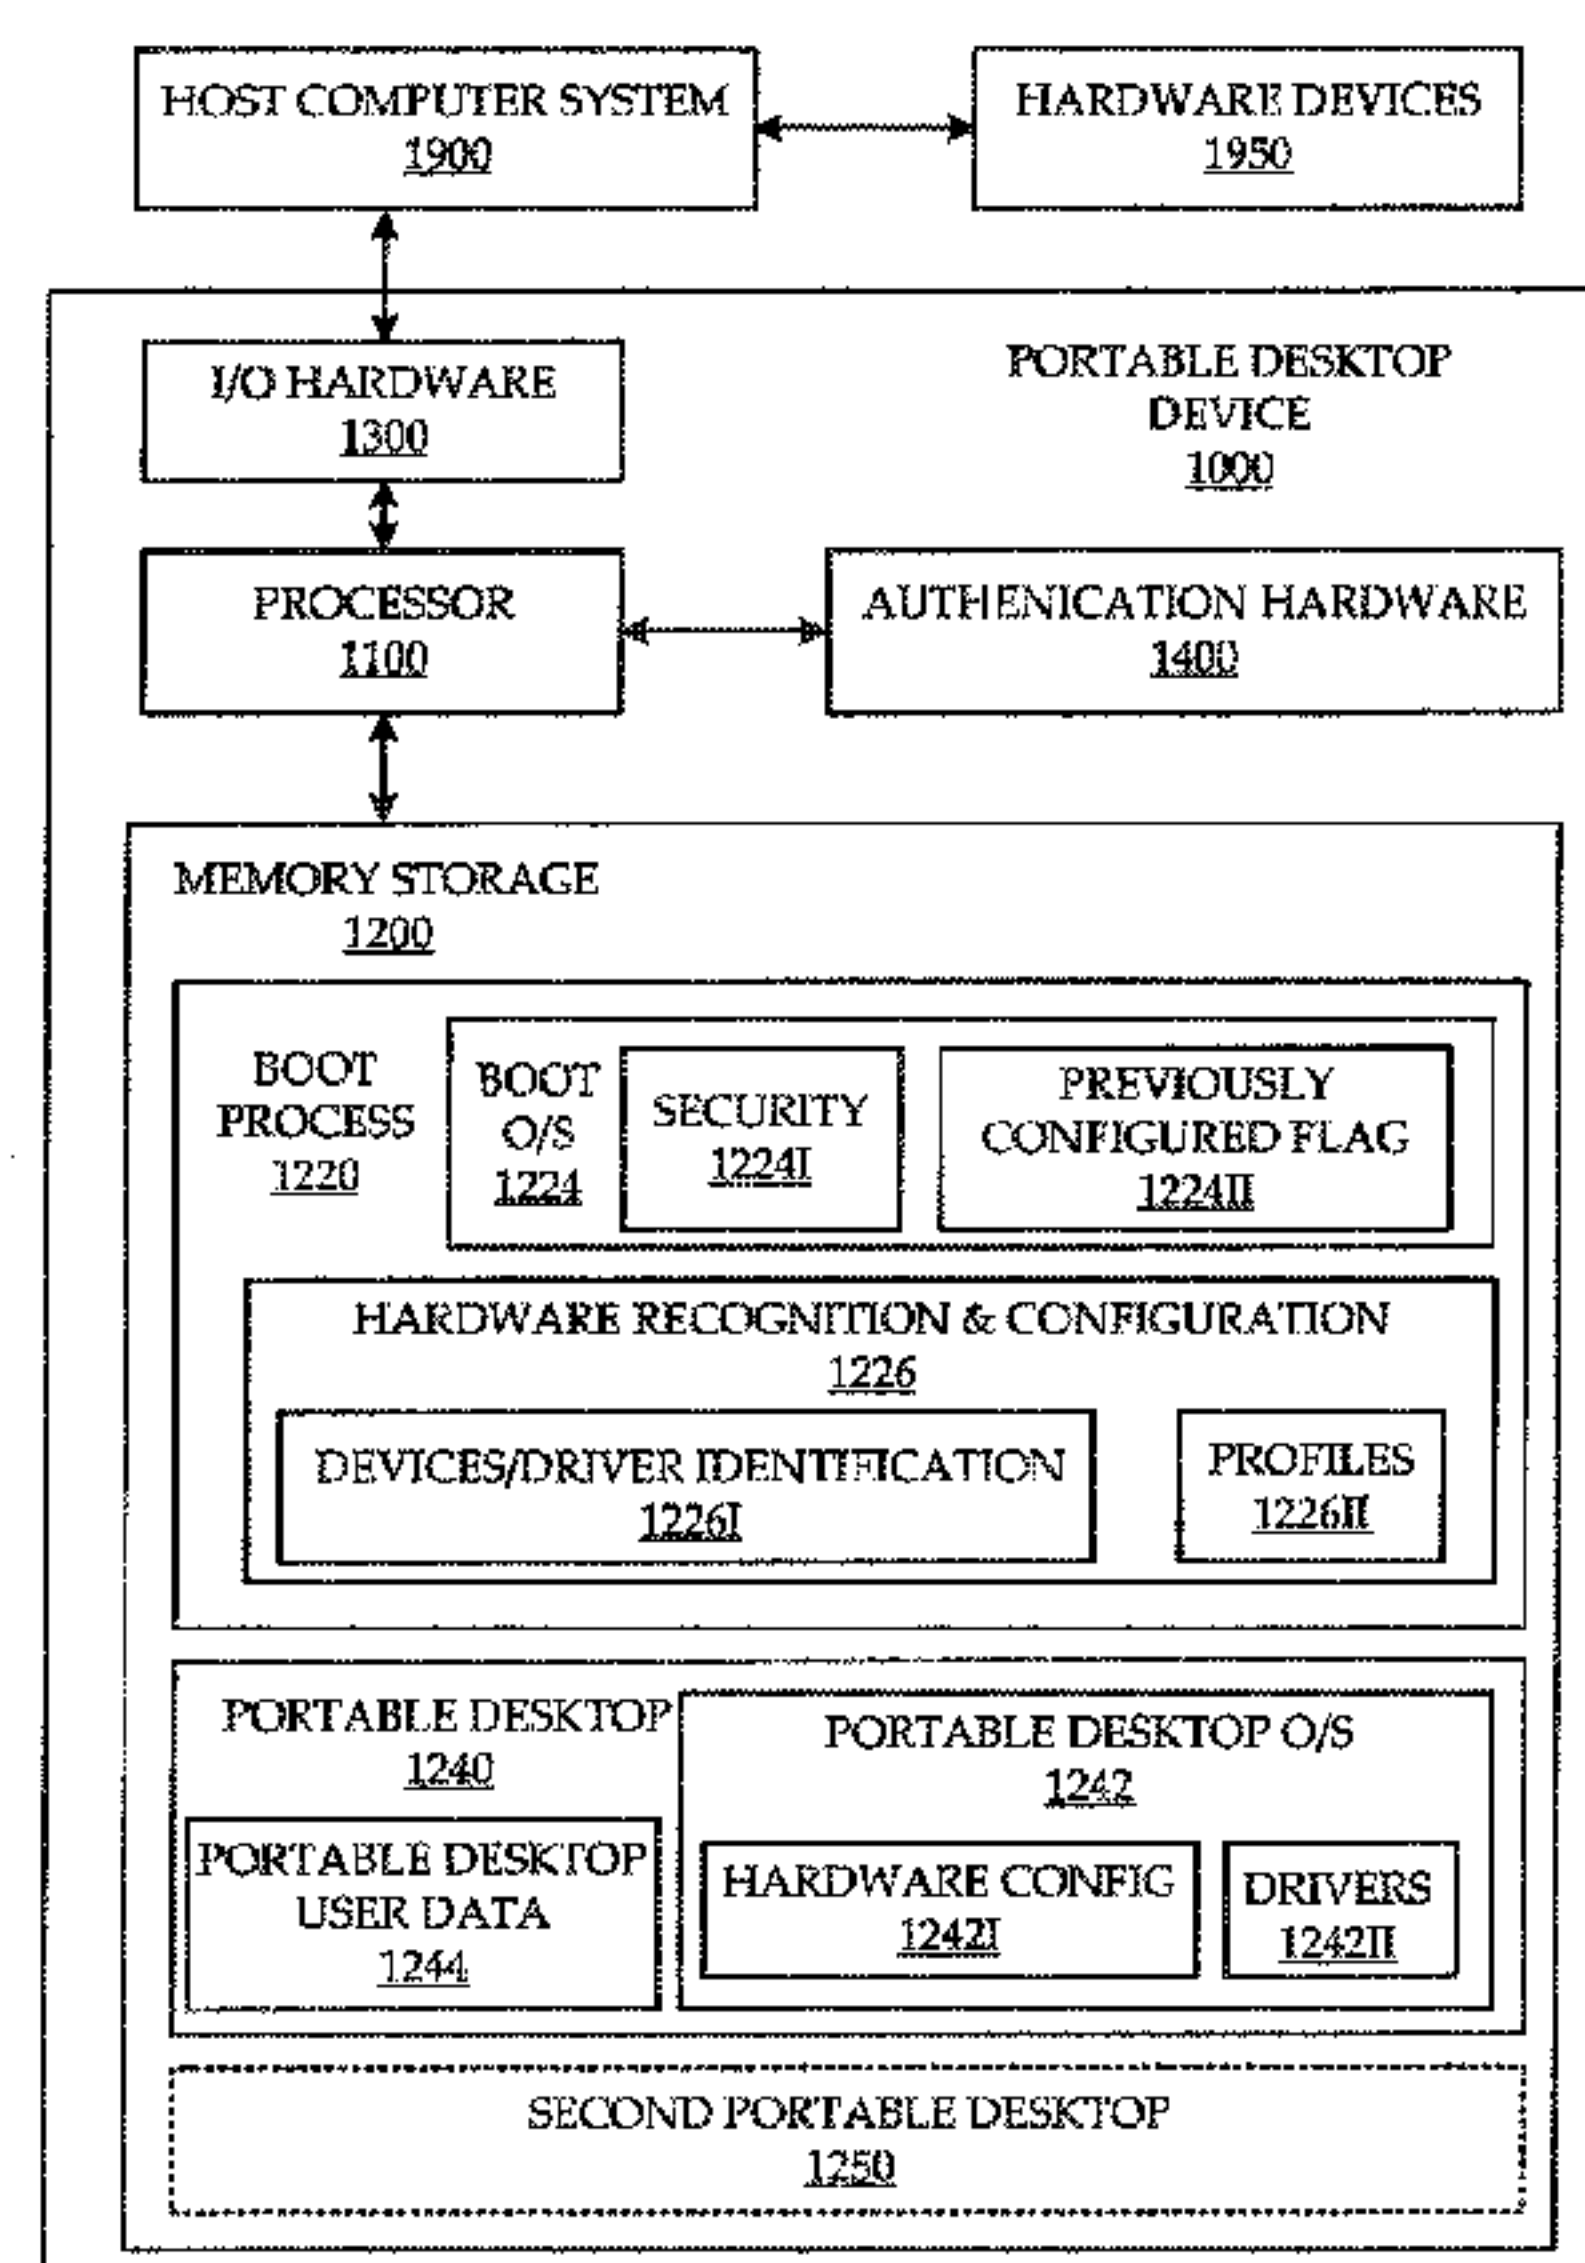 HOST COMPUTER SYSTEM
1900
HARDWARE DEVICES
1950
I/O HARDWARE
1300
PORTABLE DESKTOP
DEVICE
1000
PROCESSOR
1100
AUTHENICATION HARDWARE
1400
MEMORY STORAGE
1200
BOOT
PROCESS
1220
BOOT
O/S
1224
SECURITY
1224I
PREVIOUSLY
CONFIGURED FLAG
1224II
HARDWARE RECOGNITION & CONFIGURATION
1226
DEVICES/DRIVER IDENTIFICATION
1226I
PROFILES
1226II
PORTABLE DESKTOP
1240
PORTABLE DESKTOP
USER DATA
1244
PORTABLE DESKTOP O/S
1242
HARDWARE CONFIG
1242I
DRIVERS
1242II
SECOND PORTABLE DESKTOP
1250